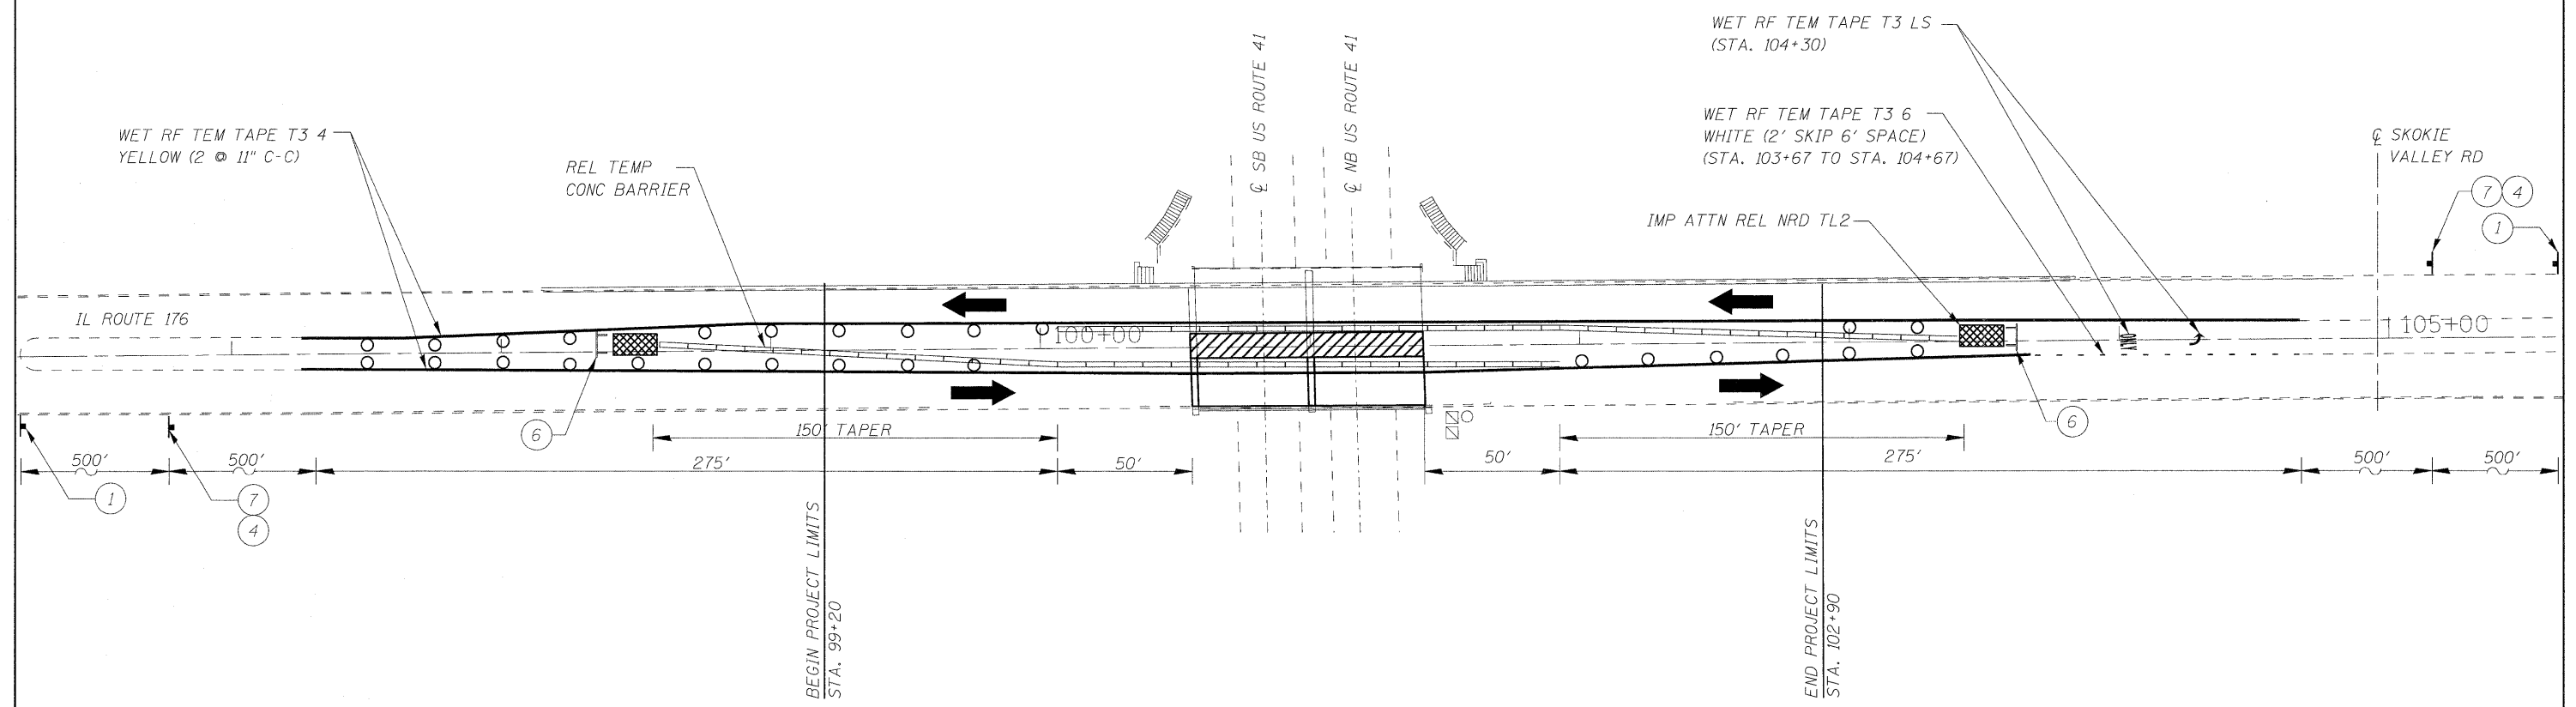 WET RF TEM TAPE T3 LS
(STA. 104+30)
WET RF TEM TAPE T3 4
YELLOW (2 @ 11" C-C)
REL TEMP
CONC BARRIER
℄ SB US ROUTE 41
℄ NB US ROUTE 41
WET RF TEM TAPE T3 6
WHITE (2' SKIP 6' SPACE)
(STA. 103+67 TO STA. 104+67)
IMP ATTN REL NRD TL2
℄ SKOKIE
VALLEY RD
7 4
1
IL ROUTE 176
100+00
105+00
6
150' TAPER
150' TAPER
6
500'
500'
275'
50'
50'
275'
500'
500'
1
7
4
BEGIN PROJECT LIMITS
STA. 99+20
END PROJECT LIMITS
STA. 102+90